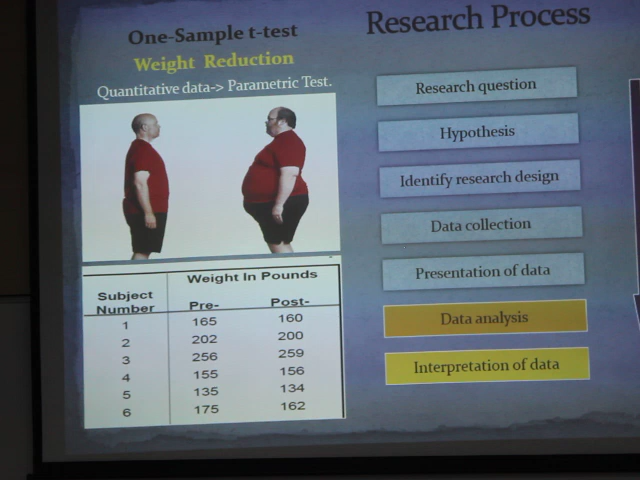 One-Sample t-test
Weight Reduction
Quantitative data-> Parametric Test.
Weight In Pounds
Subject Number Pre- Post-
1 165 160
2 202 200
3 256 259
4 155 156
5 135 134
6 175 162
Research Process
Research question
Hypothesis
Identify research design
Data collection
Presentation of data
Data analysis
Interpretation of data